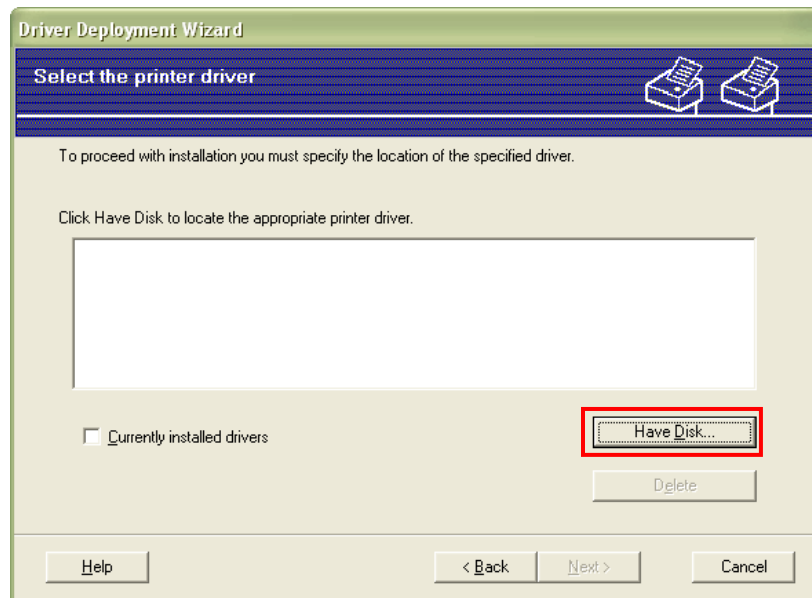 Driver Deployment Wizard
Select the printer driver
To proceed with installation you must specify the location of the specified driver.
Click Have Disk to locate the appropriate printer driver.
Currently installed drivers
Have Disk...
Delete
Help
< Back
Next >
Cancel